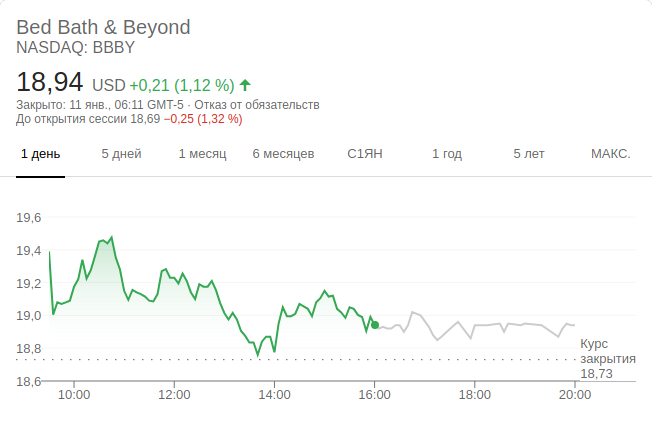 Bed Bath & Beyond
NASDAQ: BBBY
18,94 USD +0,21 (1,12 %)
Закрыто: 11 янв., 06:11 GMT-5 · Отказ от обязательств
До открытия сессии 18,69 −0,25 (1,32 %)
1 день 5 дней 1 месяц 6 месяцев С1ЯН 1 год 5 лет МАКС.
19,6
19,4
19,2
19,0
18,8
18,6
Курс
закрытия
18,73
10:00 12:00 14:00 16:00 18:00 20:00